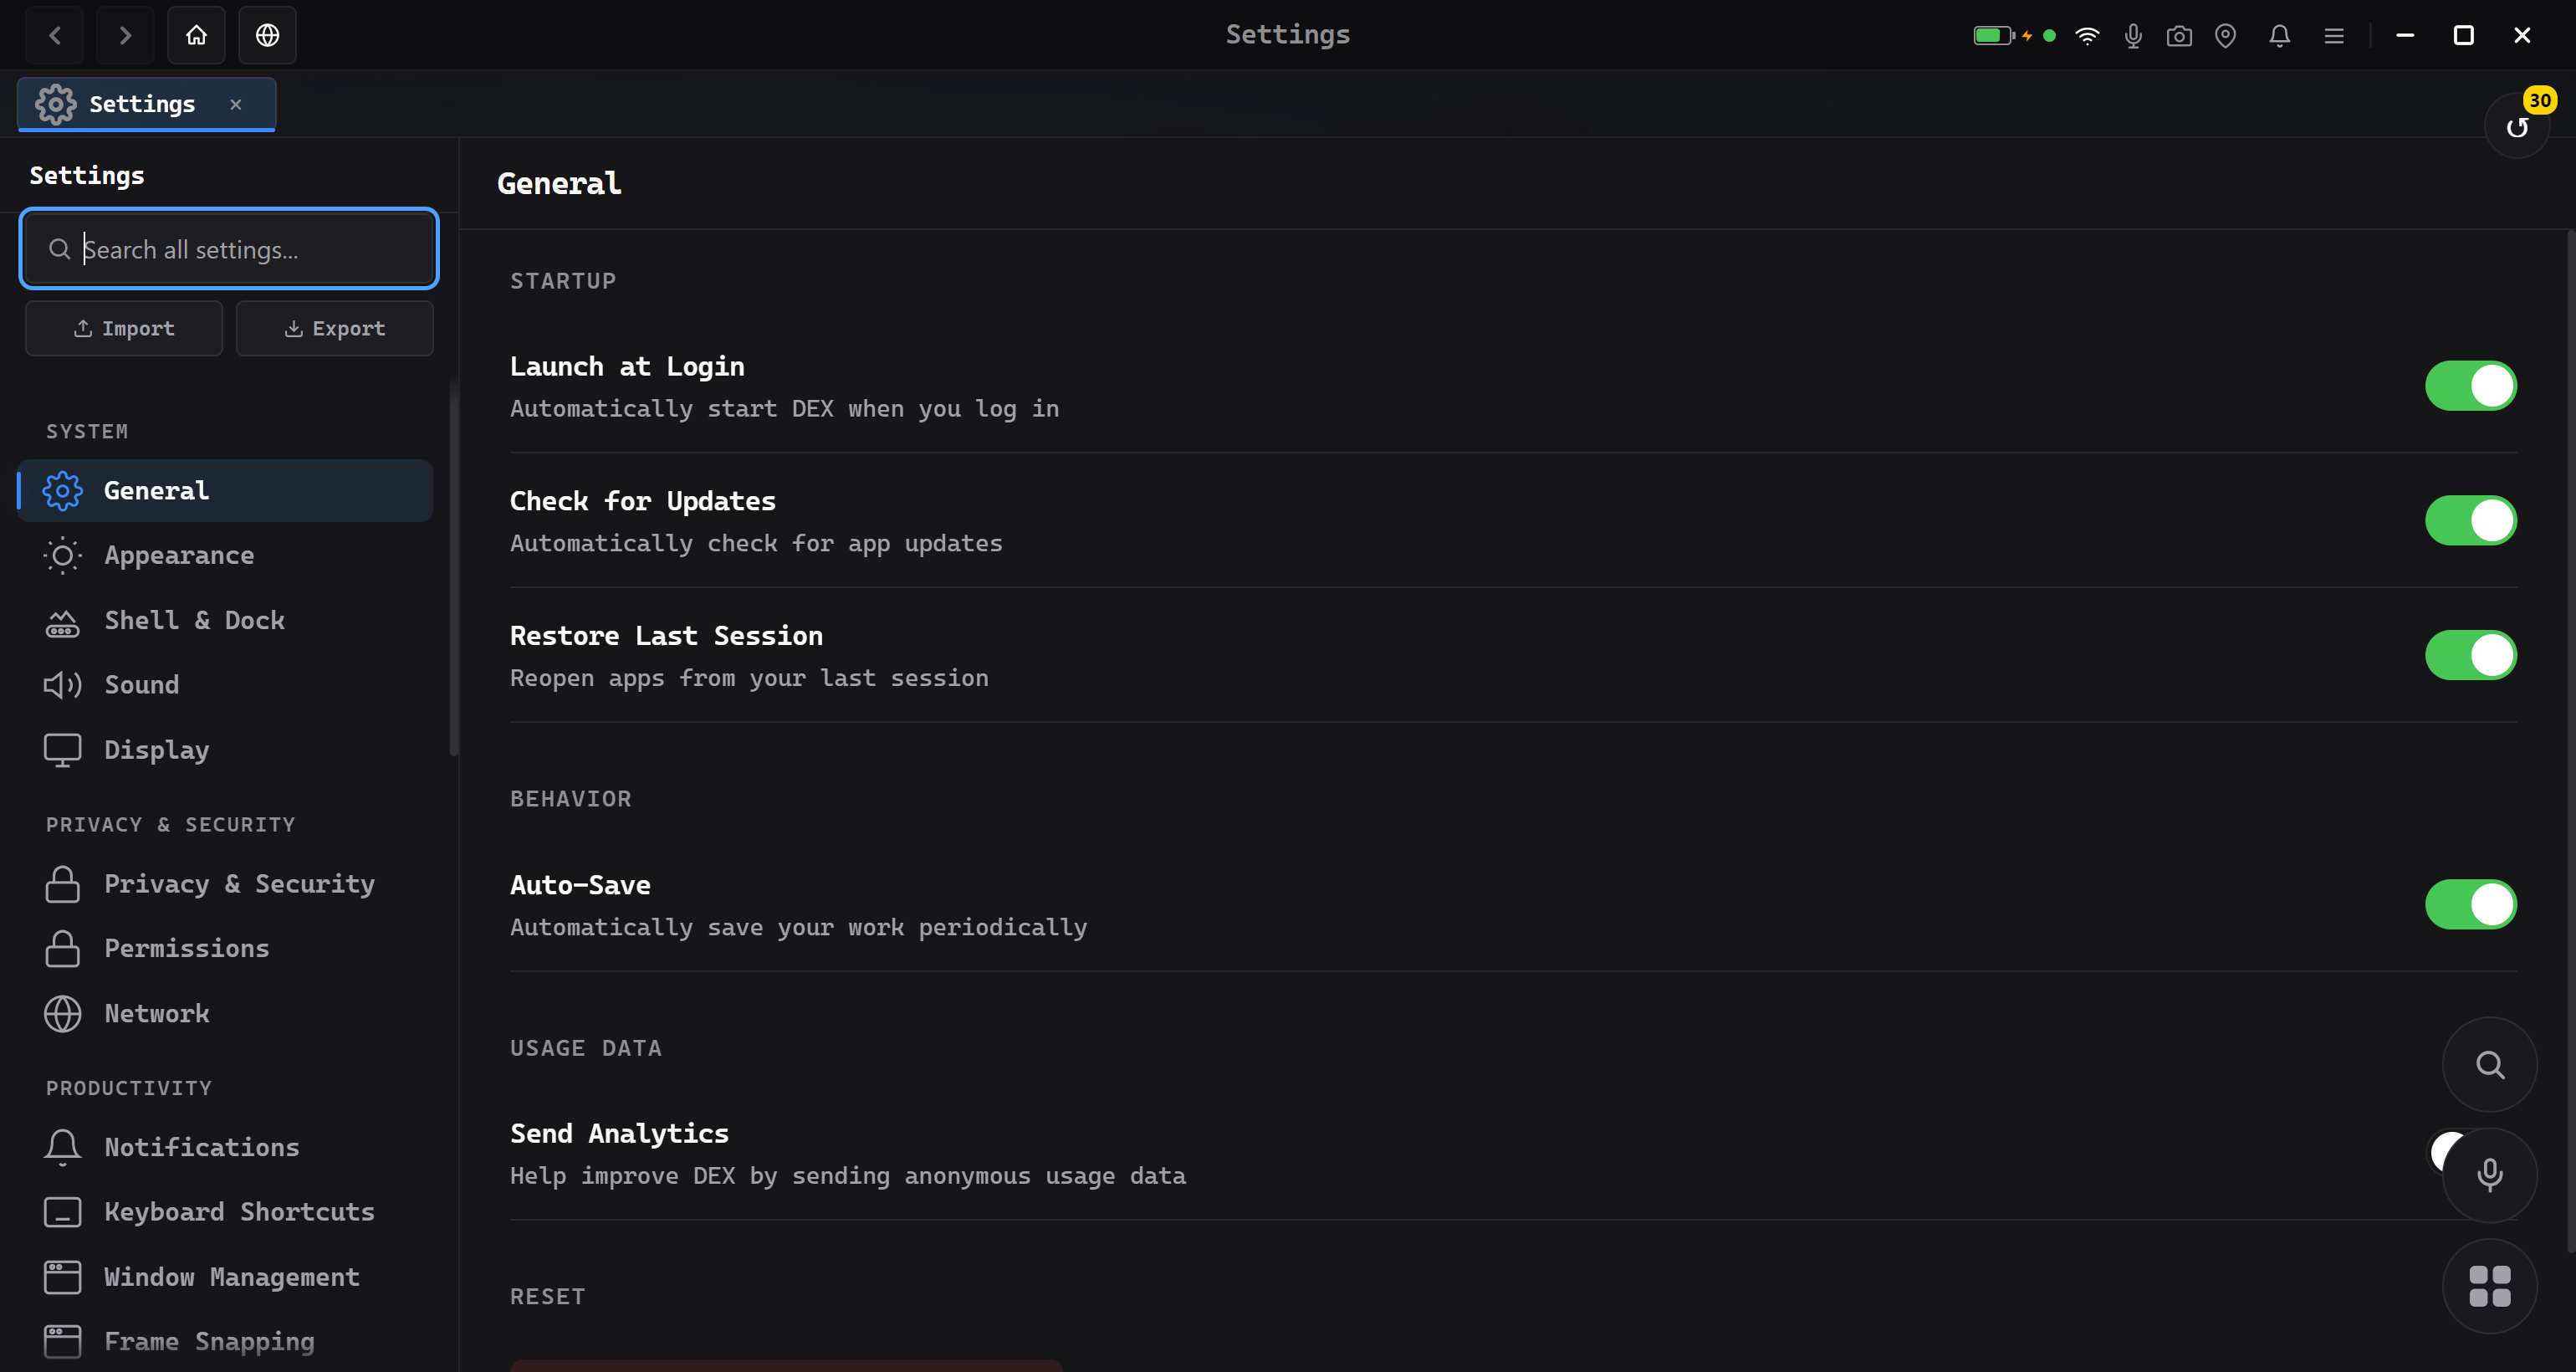 Settings
Settings
30
Settings
Search all settings...
Import
Export
SYSTEM
General
Appearance
Shell & Dock
Sound
Display
PRIVACY & SECURITY
Privacy & Security
Permissions
Network
PRODUCTIVITY
Notifications
Keyboard Shortcuts
Window Management
Frame Snapping
General
STARTUP
Launch at Login
Automatically start DEX when you log in
Check for Updates
Automatically check for app updates
Restore Last Session
Reopen apps from your last session
BEHAVIOR
Auto-Save
Automatically save your work periodically
USAGE DATA
Send Analytics
Help improve DEX by sending anonymous usage data
RESET